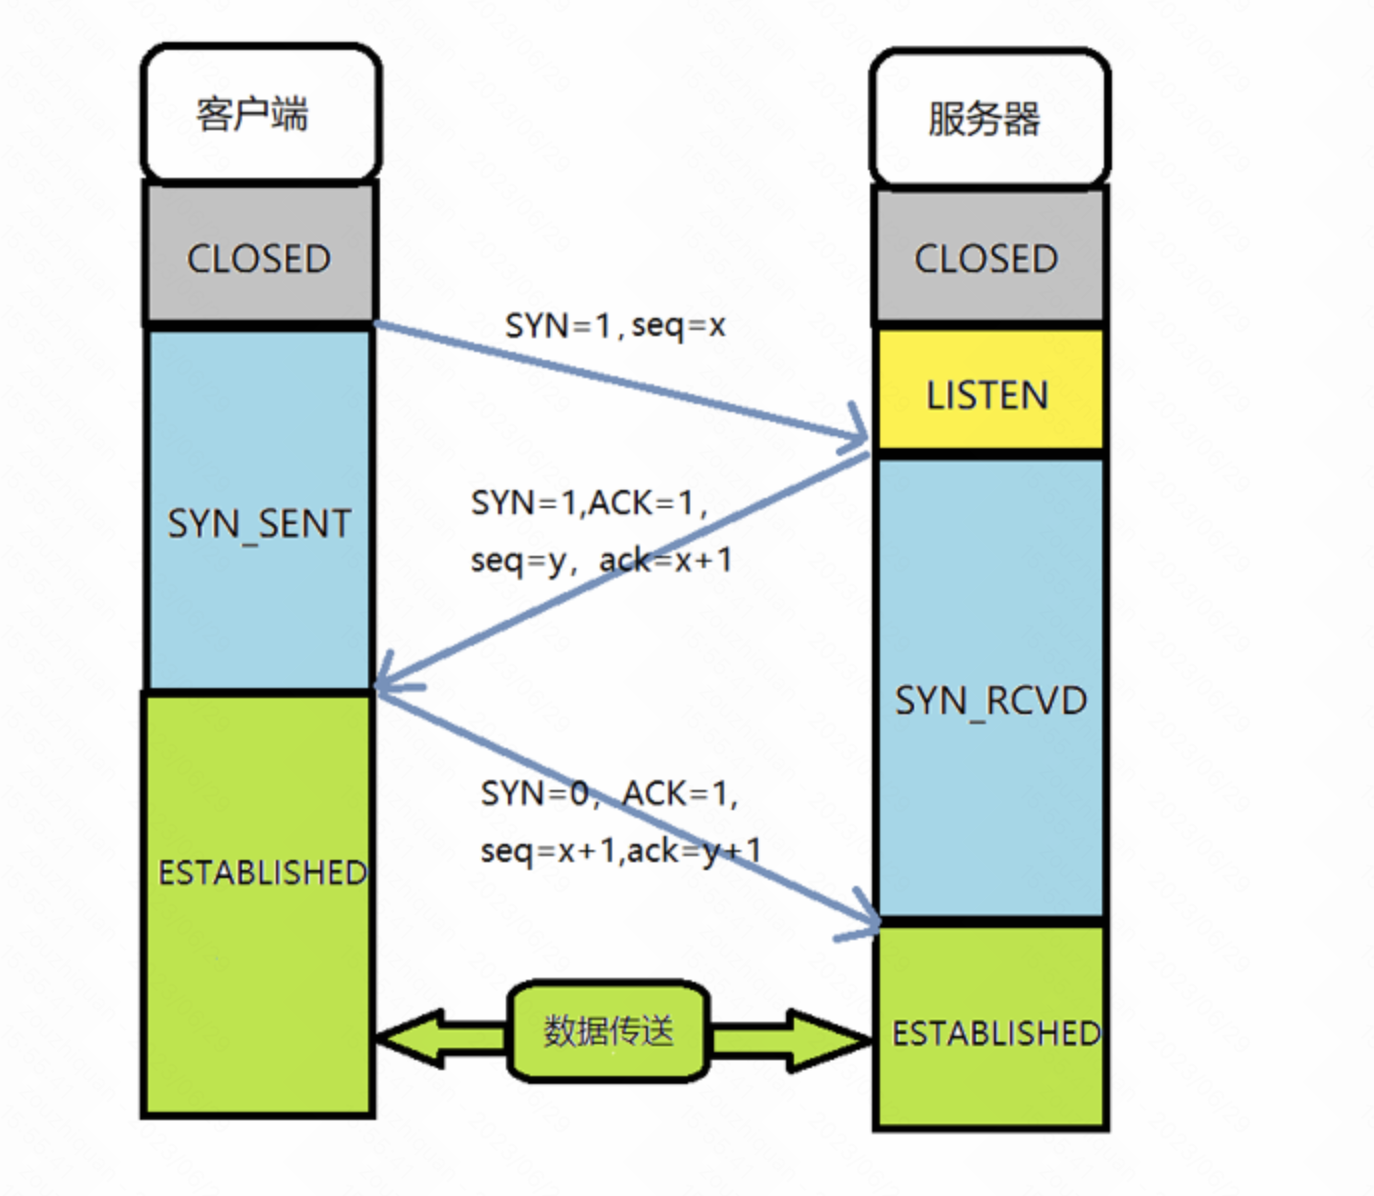 客户端
服务器
CLOSED
CLOSED
SYN=1,seq=x
LISTEN
SYN=1,ACK=1,
seq=y，ack=x+1
SYN_SENT
SYN_RCVD
SYN=0，ACK=1,
seq=x+1,ack=y+1
ESTABLISHED
数据传送
ESTABLISHED